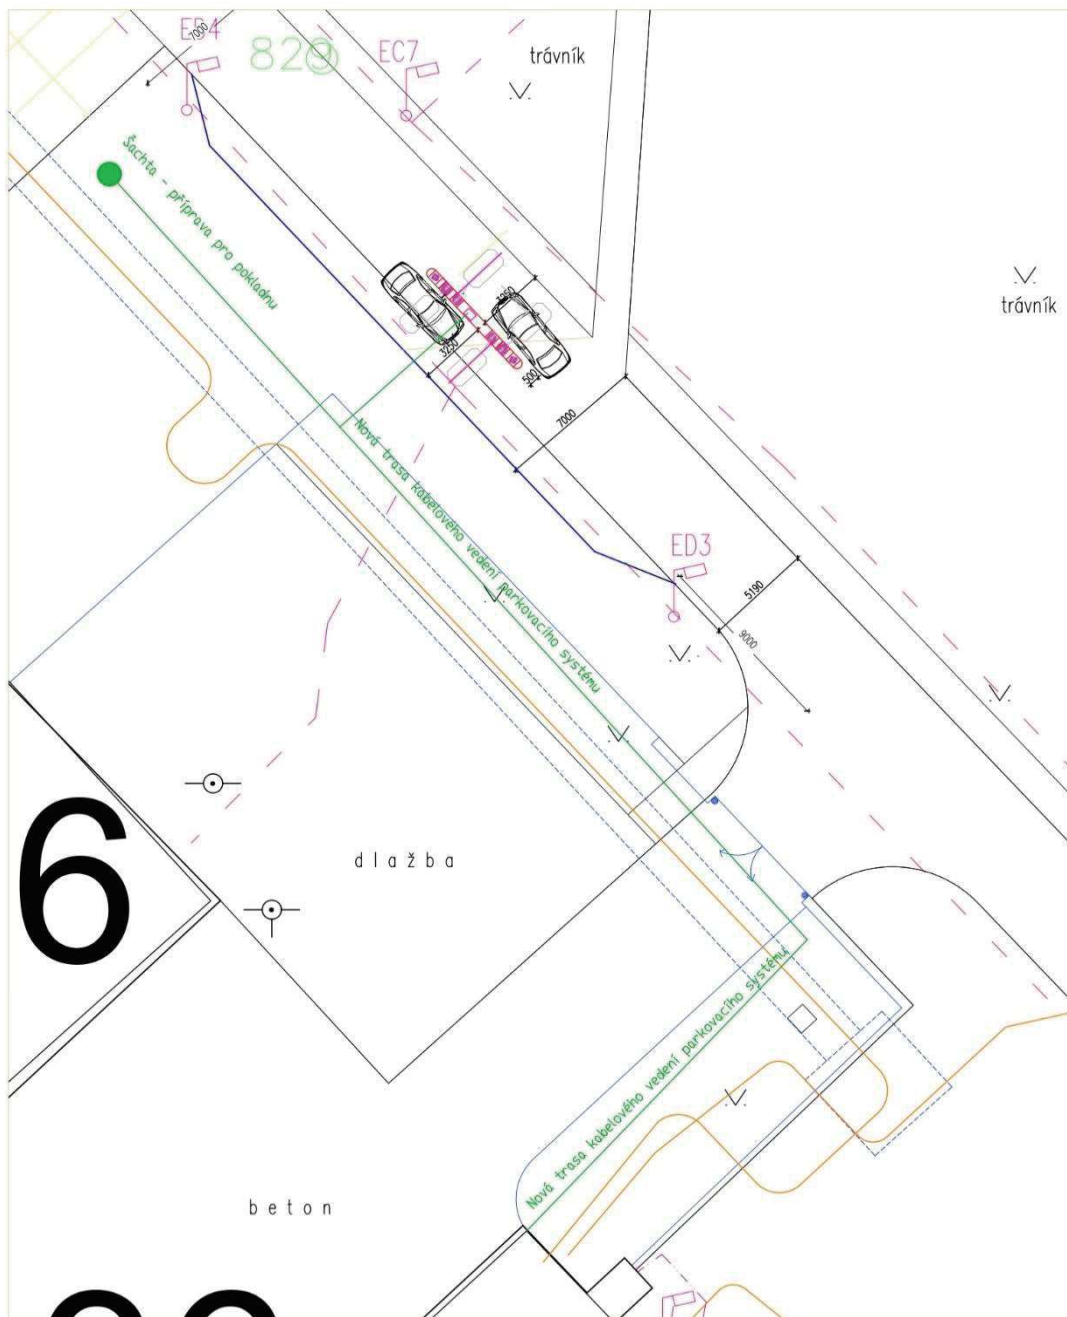 ED4
7000
829
EC7
trávník
Šachta - příprava pro pokladnu
trávník
3250
3250
500
7000
Nová trasa kabelového vedení parkovacího systému
ED3
5190
9000
6
dlažba
Nová trasa kabelového vedení parkovacího systému
beton